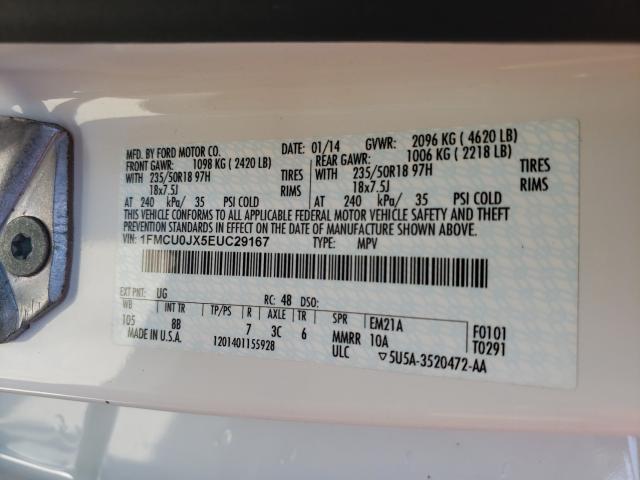 MFD. BY FORD MOTOR CO.
DATE: 01/14 GVWR: 2096 KG ( 4620 LB)
FRONT GAWR: 1098 KG ( 2420 LB)
REAR GAWR: 1006 KG ( 2218 LB)
WITH 235/50R18 97H TIRES
18x7.5J RIMS
AT 240 kPa/ 35 PSI COLD
WITH 235/50R18 97H TIRES
18x7.5J RIMS
AT 240 kPa/ 35 PSI COLD
THIS VEHICLE CONFORMS TO ALL APPLICABLE FEDERAL MOTOR VEHICLE SAFETY AND THEFT
PREVENTION STANDARDS IN EFFECT ON THE DATE OF MANUFACTURE SHOWN ABOVE.
VIN: 1FMCU0JX5EUC29167 TYPE: MPV
EXT PNT: UG RC: 48 DSO:
WB INT TR TP/PS R AXLE TR SPR EM21A F0101
105 8B 7 3C 6 MMRR 10A T0291
MADE IN U.S.A. 1201401155928 ULC ▽5U5A-3520472-AA